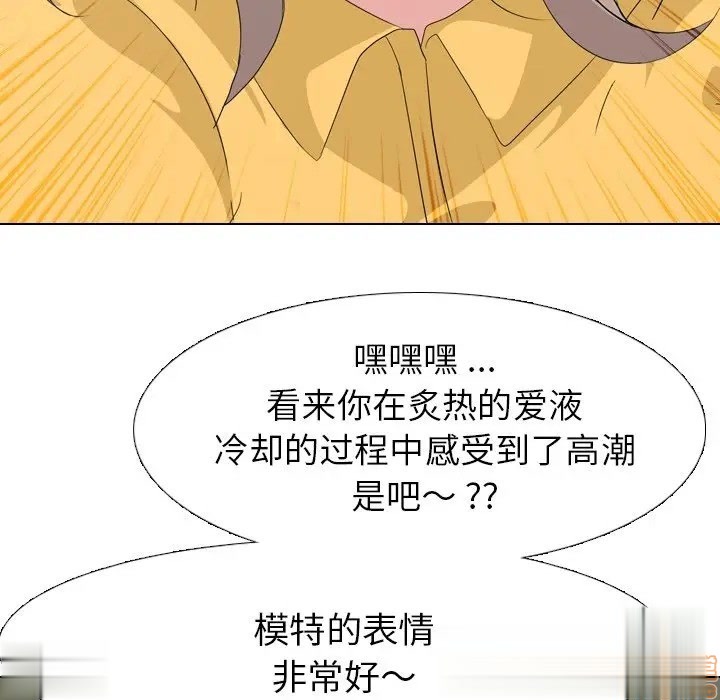 嘿嘿嘿...
看来你在炙热的爱液
冷却的过程中感受到了高潮
是吧～??
模特的表情
非常好～